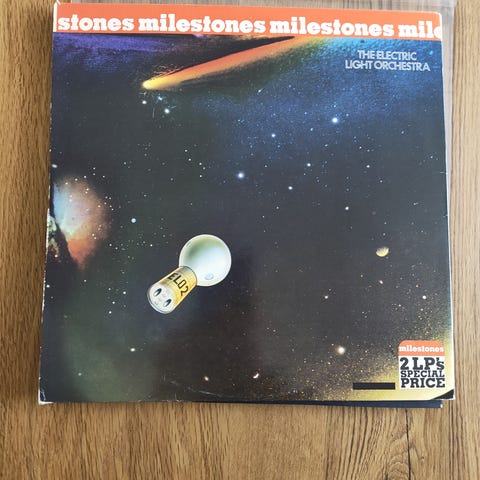 stones milestones milestones mile
THE ELECTRIC
LIGHT ORCHESTRA
ELO2
milestones
2 LP's
SPECIAL
PRICE